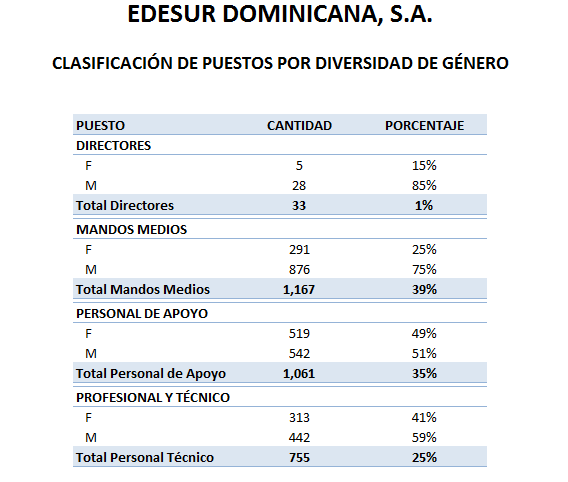 EDESUR DOMINICANA, S.A.
CLASIFICACIÓN DE PUESTOS POR DIVERSIDAD DE GÉNERO
PUESTO CANTIDAD PORCENTAJE
DIRECTORES
F 5 15%
M 28 85%
Total Directores 33 1%
MANDOS MEDIOS
F 291 25%
M 876 75%
Total Mandos Medios 1,167 39%
PERSONAL DE APOYO
F 519 49%
M 542 51%
Total Personal de Apoyo 1,061 35%
PROFESIONAL Y TÉCNICO
F 313 41%
M 442 59%
Total Personal Técnico 755 25%